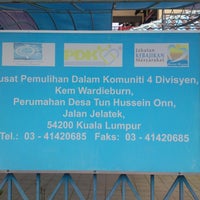 PDK
Jabatan
KEBAJIKAN
Masyarakat
usat Pemulihan Dalam Komuniti 4 Divisyen,
Kem Wardieburn,
Perumahan Desa Tun Hussein Onn,
Jalan Jelatek,
54200 Kuala Lumpur
Tel.: 03 - 41420685 Faks: 03 - 41420685